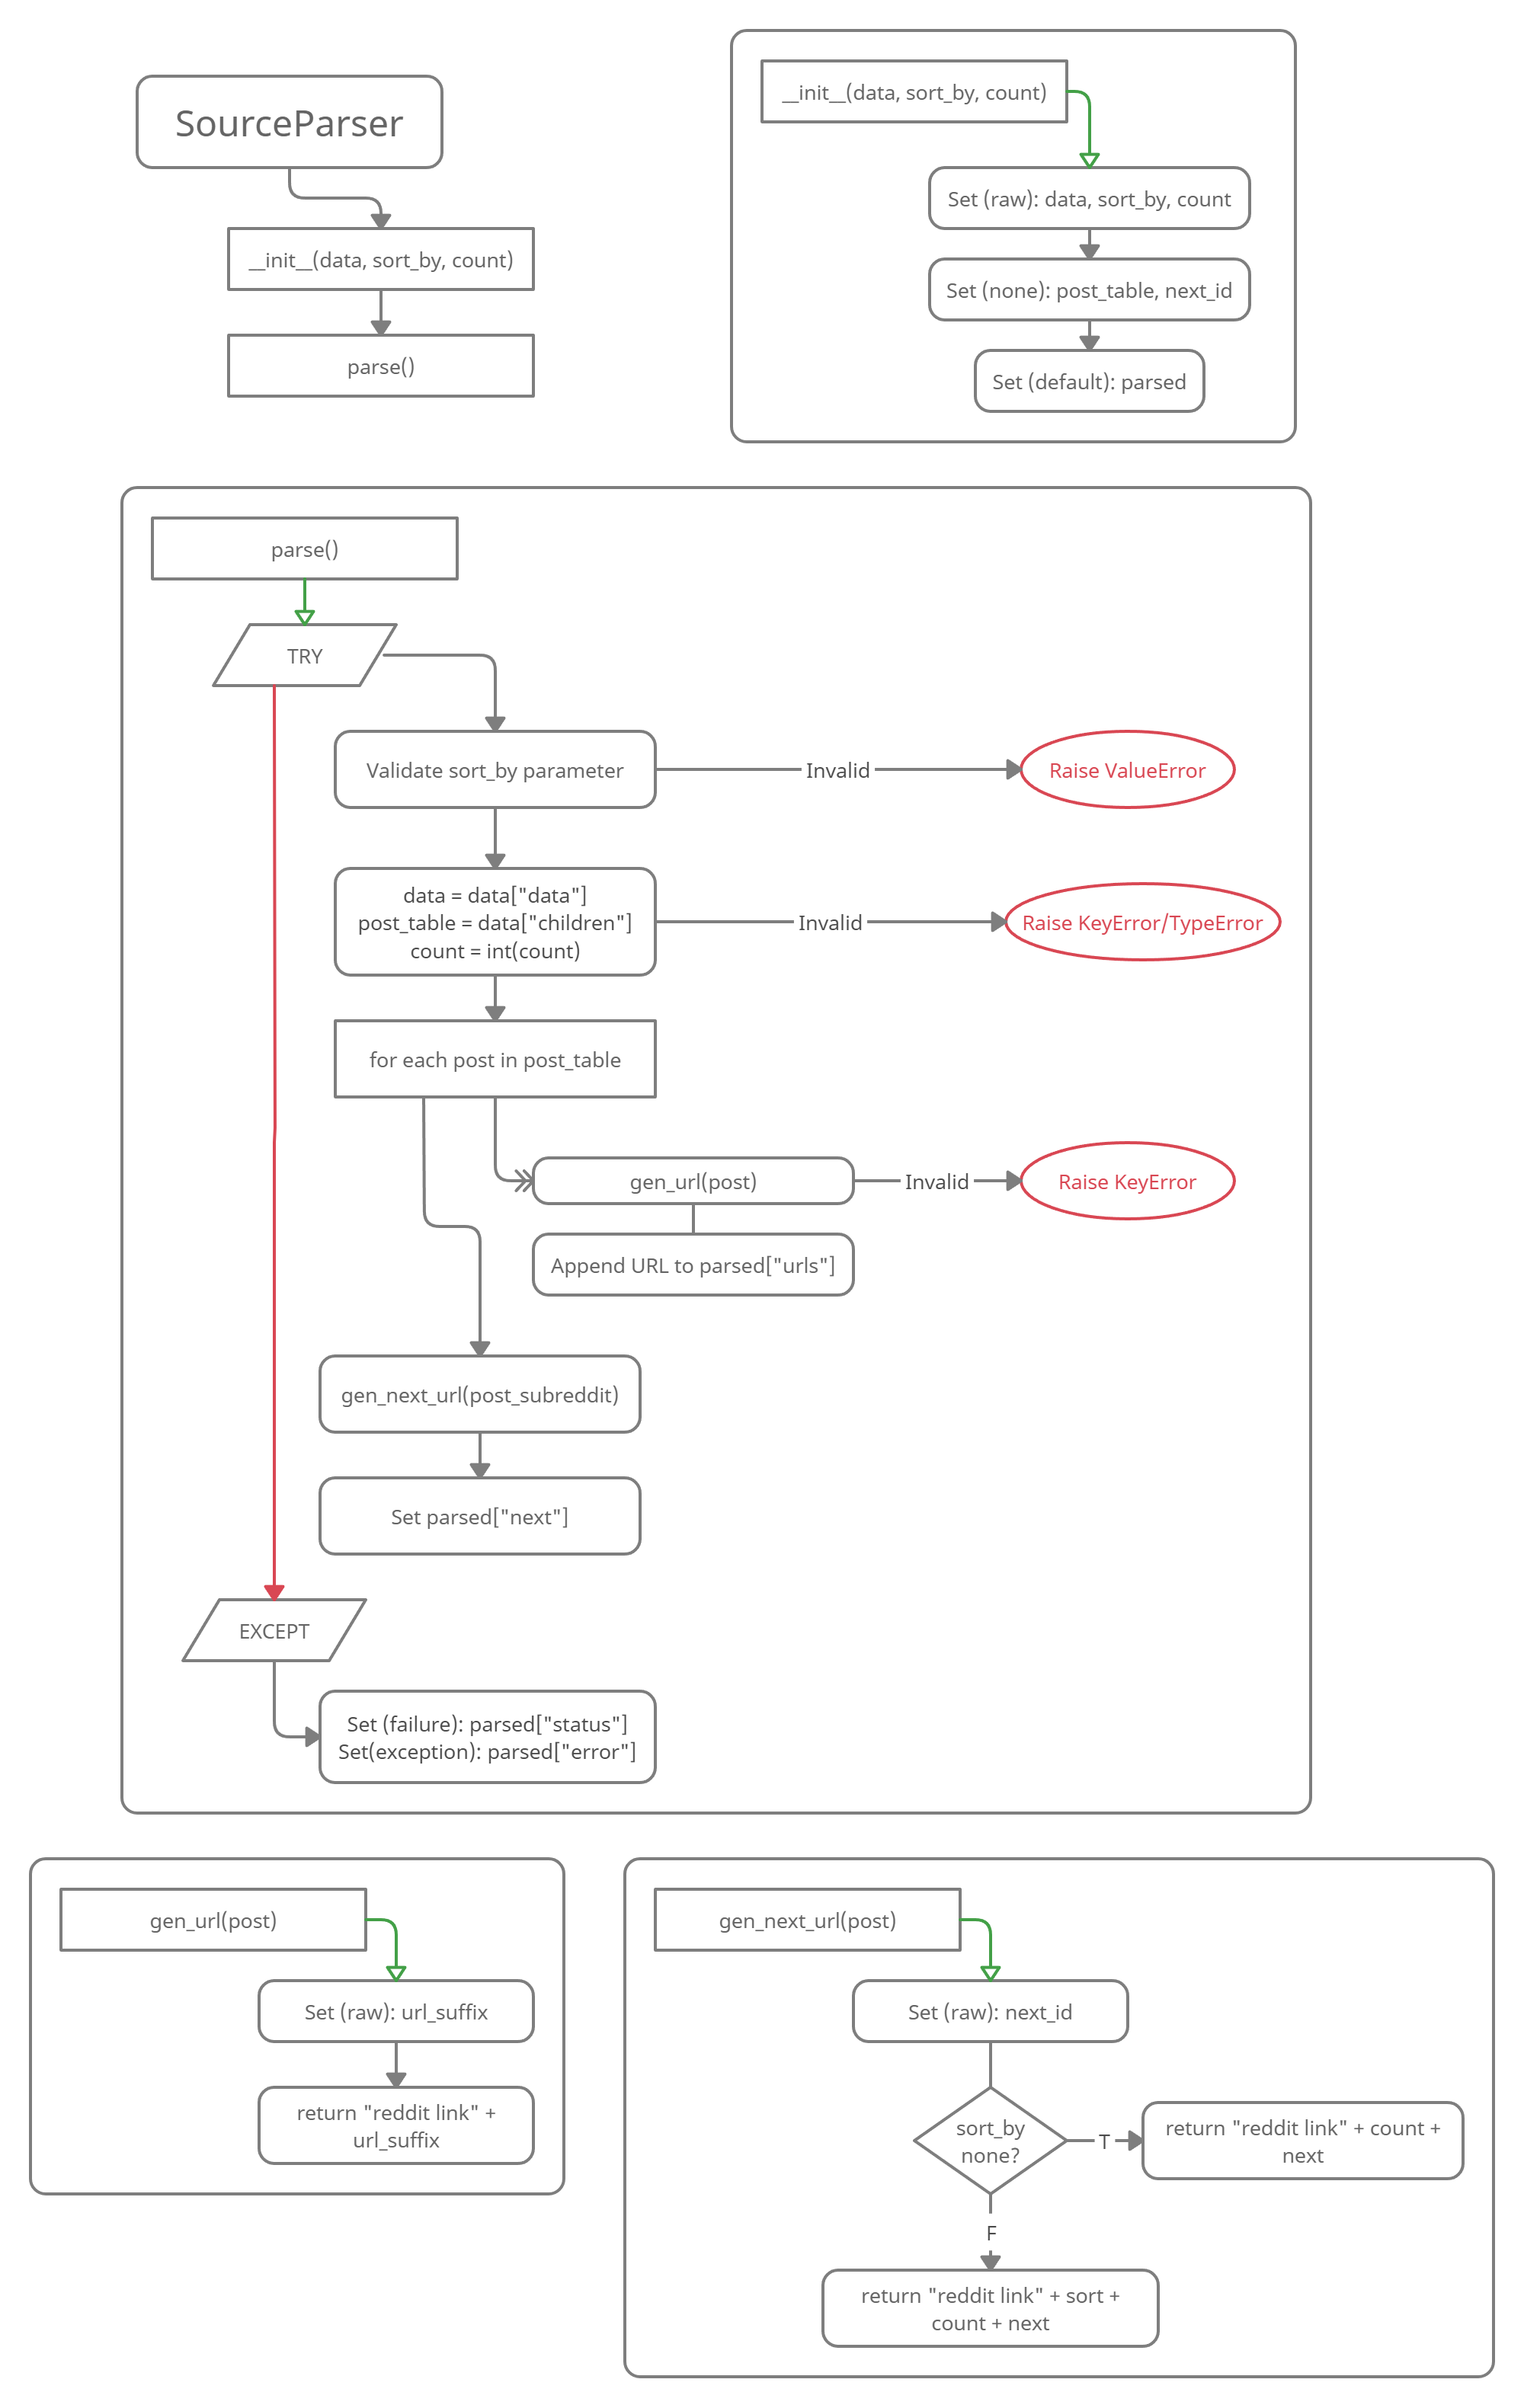 SourceParser
__init__(data, sort_by, count)
parse()
__init__(data, sort_by, count)
Set (raw): data, sort_by, count
Set (none): post_table, next_id
Set (default): parsed
parse()
TRY
Validate sort_by parameter
Invalid
Raise ValueError
data = data["data"]
post_table = data["children"]
count = int(count)
Invalid
Raise KeyError/TypeError
for each post in post_table
gen_url(post)
Invalid
Raise KeyError
Append URL to parsed["urls"]
gen_next_url(post_subreddit)
Set parsed["next"]
EXCEPT
Set (failure): parsed["status"]
Set(exception): parsed["error"]
gen_url(post)
Set (raw): url_suffix
return "reddit link" +
url_suffix
gen_next_url(post)
Set (raw): next_id
sort_by
none?
T
return "reddit link" + count +
next
F
return "reddit link" + sort +
count + next